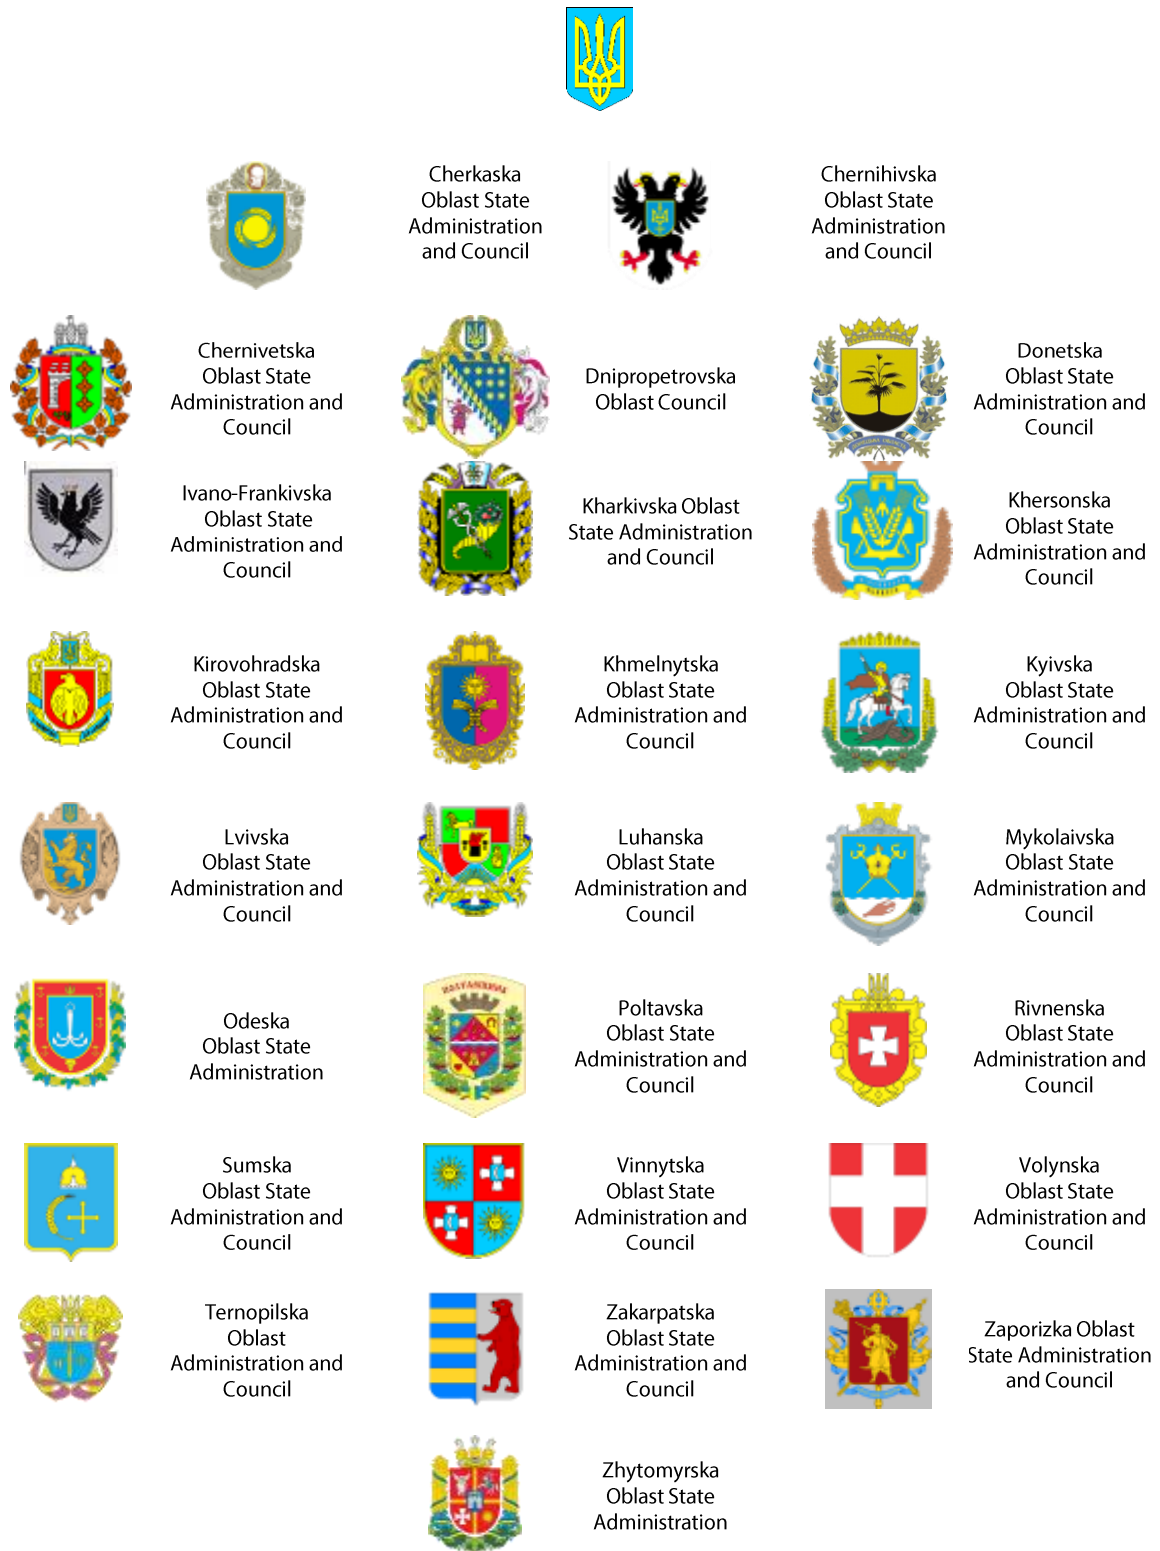 Cherkaska
Oblast State
Administration
and Council
Chernihivska
Oblast State
Administration
and Council
Chernivetska
Oblast State
Administration and
Council
Dnipropetrovska
Oblast Council
Donetska
Oblast State
Administration and
Council
Ivano-Frankivska
Oblast State
Administration and
Council
Kharkivska Oblast
State Administration
and Council
Khersonska
Oblast State
Administration and
Council
Kirovohradska
Oblast State
Administration and
Council
Khmelnytska
Oblast State
Administration and
Council
Kyivska
Oblast State
Administration and
Council
Lvivska
Oblast State
Administration and
Council
Luhanska
Oblast State
Administration and
Council
Mykolaivska
Oblast State
Administration and
Council
Odeska
Oblast State
Administration
Poltavska
Oblast State
Administration and
Council
Rivnenska
Oblast State
Administration and
Council
Sumska
Oblast State
Administration and
Council
Vinnytska
Oblast State
Administration and
Council
Volynska
Oblast State
Administration and
Council
Ternopilska
Oblast
Administration and
Council
Zakarpatska
Oblast State
Administration and
Council
Zaporizka Oblast
State Administration
and Council
Zhytomyrska
Oblast State
Administration